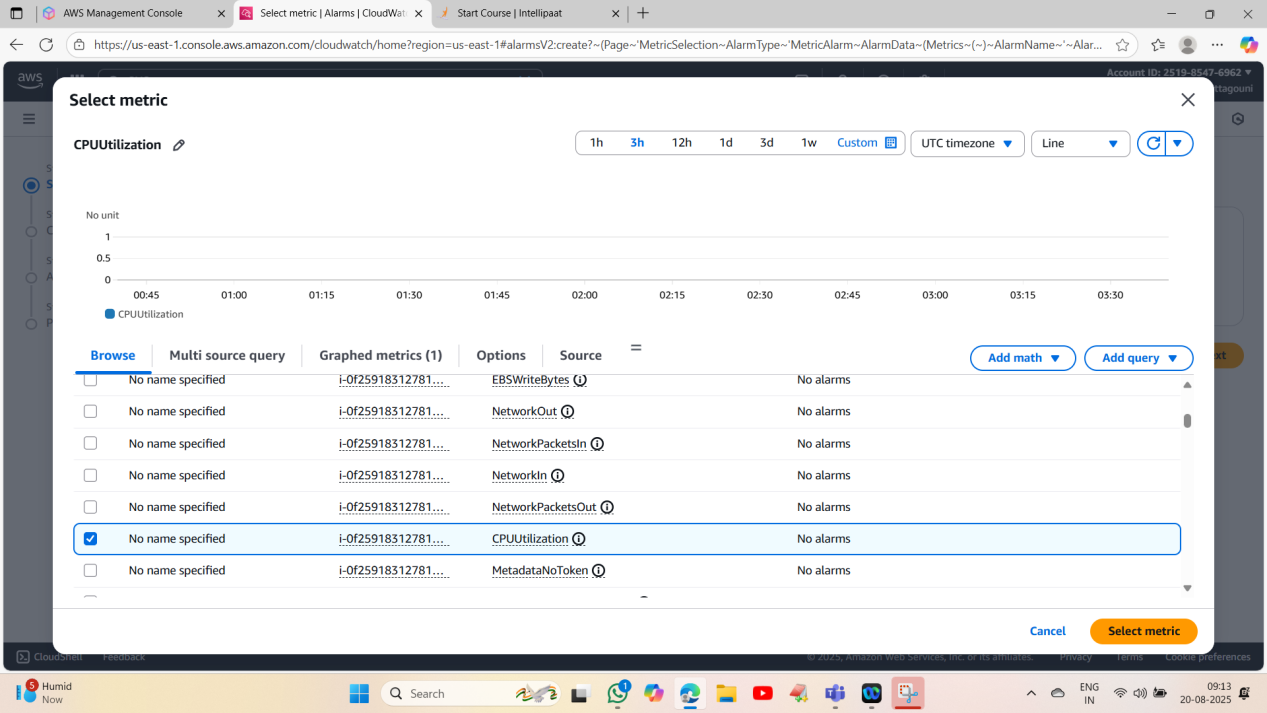 AWS Management Console
Select metric | Alarms | CloudWat
Start Course | Intellipaat
https://us-east-1.console.aws.amazon.com/cloudwatch/home?region=us-east-1#alarmsV2:create?~(Page~'MetricSelection~AlarmType~'MetricAlarm~AlarmData~(Metrics~(~)~AlarmName~'~Alar...
aws
Account ID: 2519-8547-6962
ttagouni
Select metric
CPUUtilization
1h 3h 12h 1d 3d 1w Custom
UTC timezone
Line
No unit
1
0.5
0
00:45 01:00 01:15 01:30 01:45 02:00 02:15 02:30 02:45 03:00 03:15 03:30
CPUUtilization
Browse Multi source query Graphed metrics (1) Options Source
Add math Add query
No name specified i-0f25918312781... EBSWriteBytes No alarms
No name specified i-0f25918312781... NetworkOut No alarms
No name specified i-0f25918312781... NetworkPacketsIn No alarms
No name specified i-0f25918312781... NetworkIn No alarms
No name specified i-0f25918312781... NetworkPacketsOut No alarms
No name specified i-0f25918312781... CPUUtilization No alarms
No name specified i-0f25918312781... MetadataNoToken No alarms
Cancel Select metric
CloudShell Feedback © 2025, Amazon Web Services, Inc. or its affiliates. Privacy Terms Cookie preferences
5
Humid
Now
Search
1
ENG
IN
09:13
20-08-2025